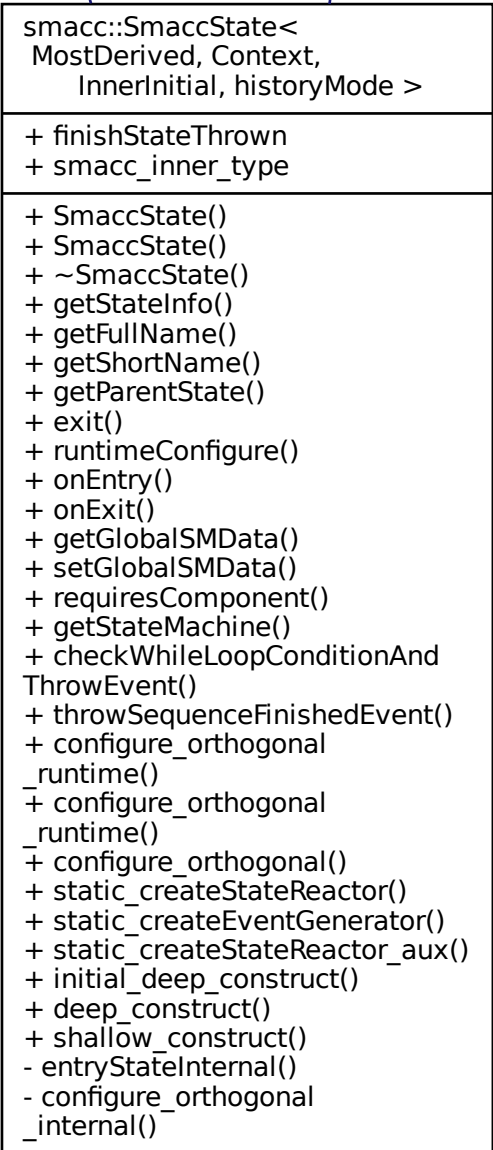 smacc::SmaccState<
MostDerived, Context,
InnerInitial, historyMode >
+ finishStateThrown
+ smacc_inner_type
+ SmaccState()
+ SmaccState()
+ ~SmaccState()
+ getStateInfo()
+ getFullName()
+ getShortName()
+ getParentState()
+ exit()
+ runtimeConfigure()
+ onEntry()
+ onExit()
+ getGlobalSMData()
+ setGlobalSMData()
+ requiresComponent()
+ getStateMachine()
+ checkWhileLoopConditionAnd
ThrowEvent()
+ throwSequenceFinishedEvent()
+ configure_orthogonal
_runtime()
+ configure_orthogonal
_runtime()
+ configure_orthogonal()
+ static_createStateReactor()
+ static_createEventGenerator()
+ static_createStateReactor_aux()
+ initial_deep_construct()
+ deep_construct()
+ shallow_construct()
- entryStateInternal()
- configure_orthogonal
_internal()